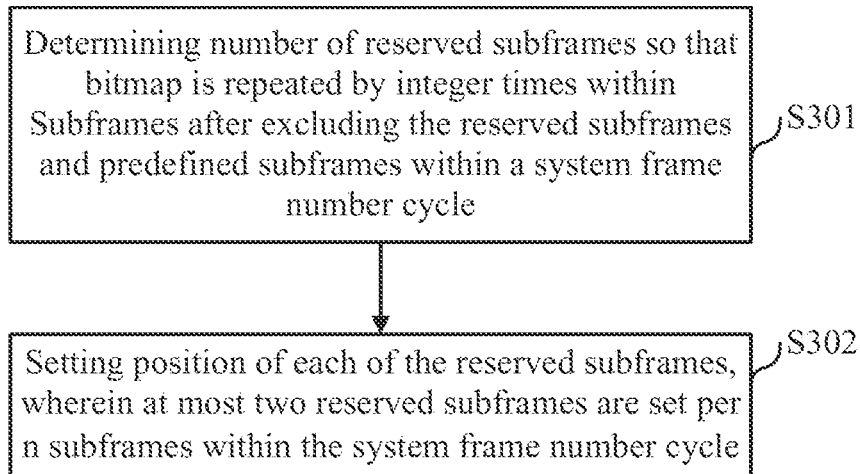 Determining number of reserved subframes so that
bitmap is repeated by integer times within
Subframes after excluding the reserved subframes
and predefined subframes within a system frame
number cycle
S301
Setting position of each of the reserved subframes,
wherein at most two reserved subframes are set per
n subframes within the system frame number cycle
S302